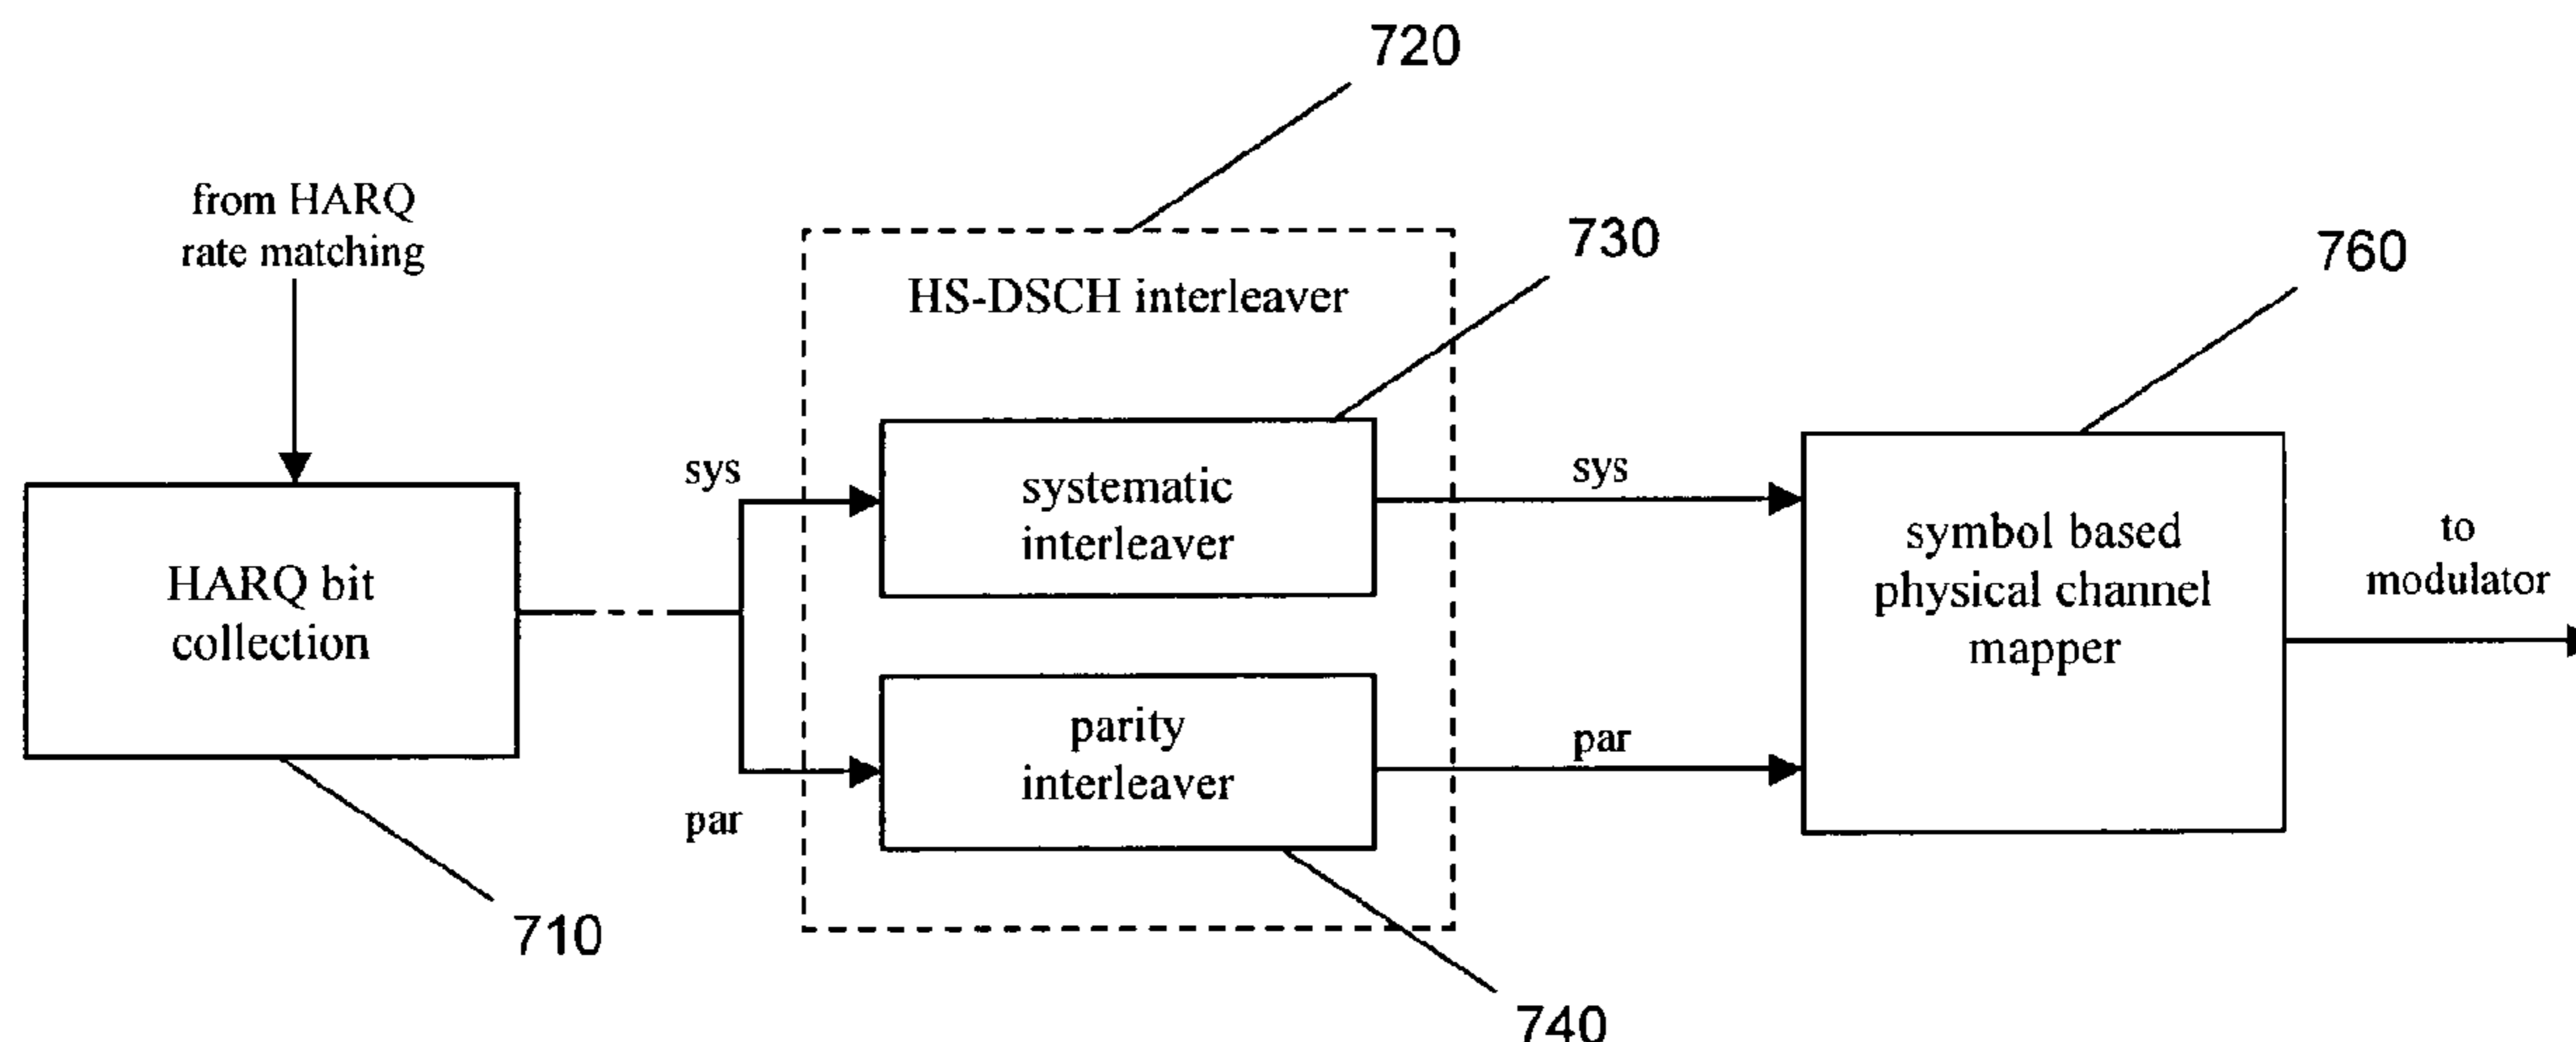 720
from HARQ
rate matching
730
760
HS-DSCH interleaver
sys
systematic
interleaver
sys
symbol based
physical channel
mapper
to
modulator
HARQ bit
collection
parity
interleaver
par
par
710
740